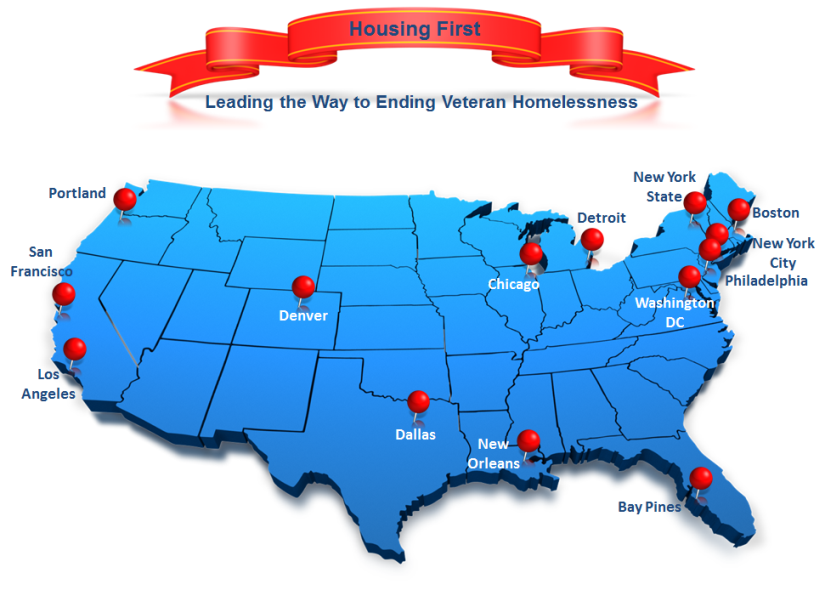 Housing First
Leading the Way to Ending Veteran Homelessness
New York
State
Portland
Boston
Detroit
San
Francisco
New York
City
Chicago
Philadelphia
Denver
Washington
DC
Los
Angeles
Dallas
New
Orleans
Bay Pines